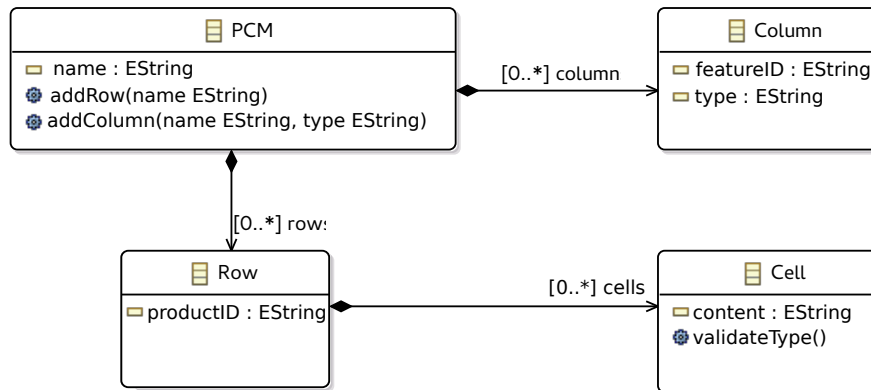 PCM
name : EString
addRow(name EString)
addColumn(name EString, type EString)
[0..*] column
Column
featureID : EString
type : EString
[0..*] rows
Row
productID : EString
[0..*] cells
Cell
content : EString
validateType()